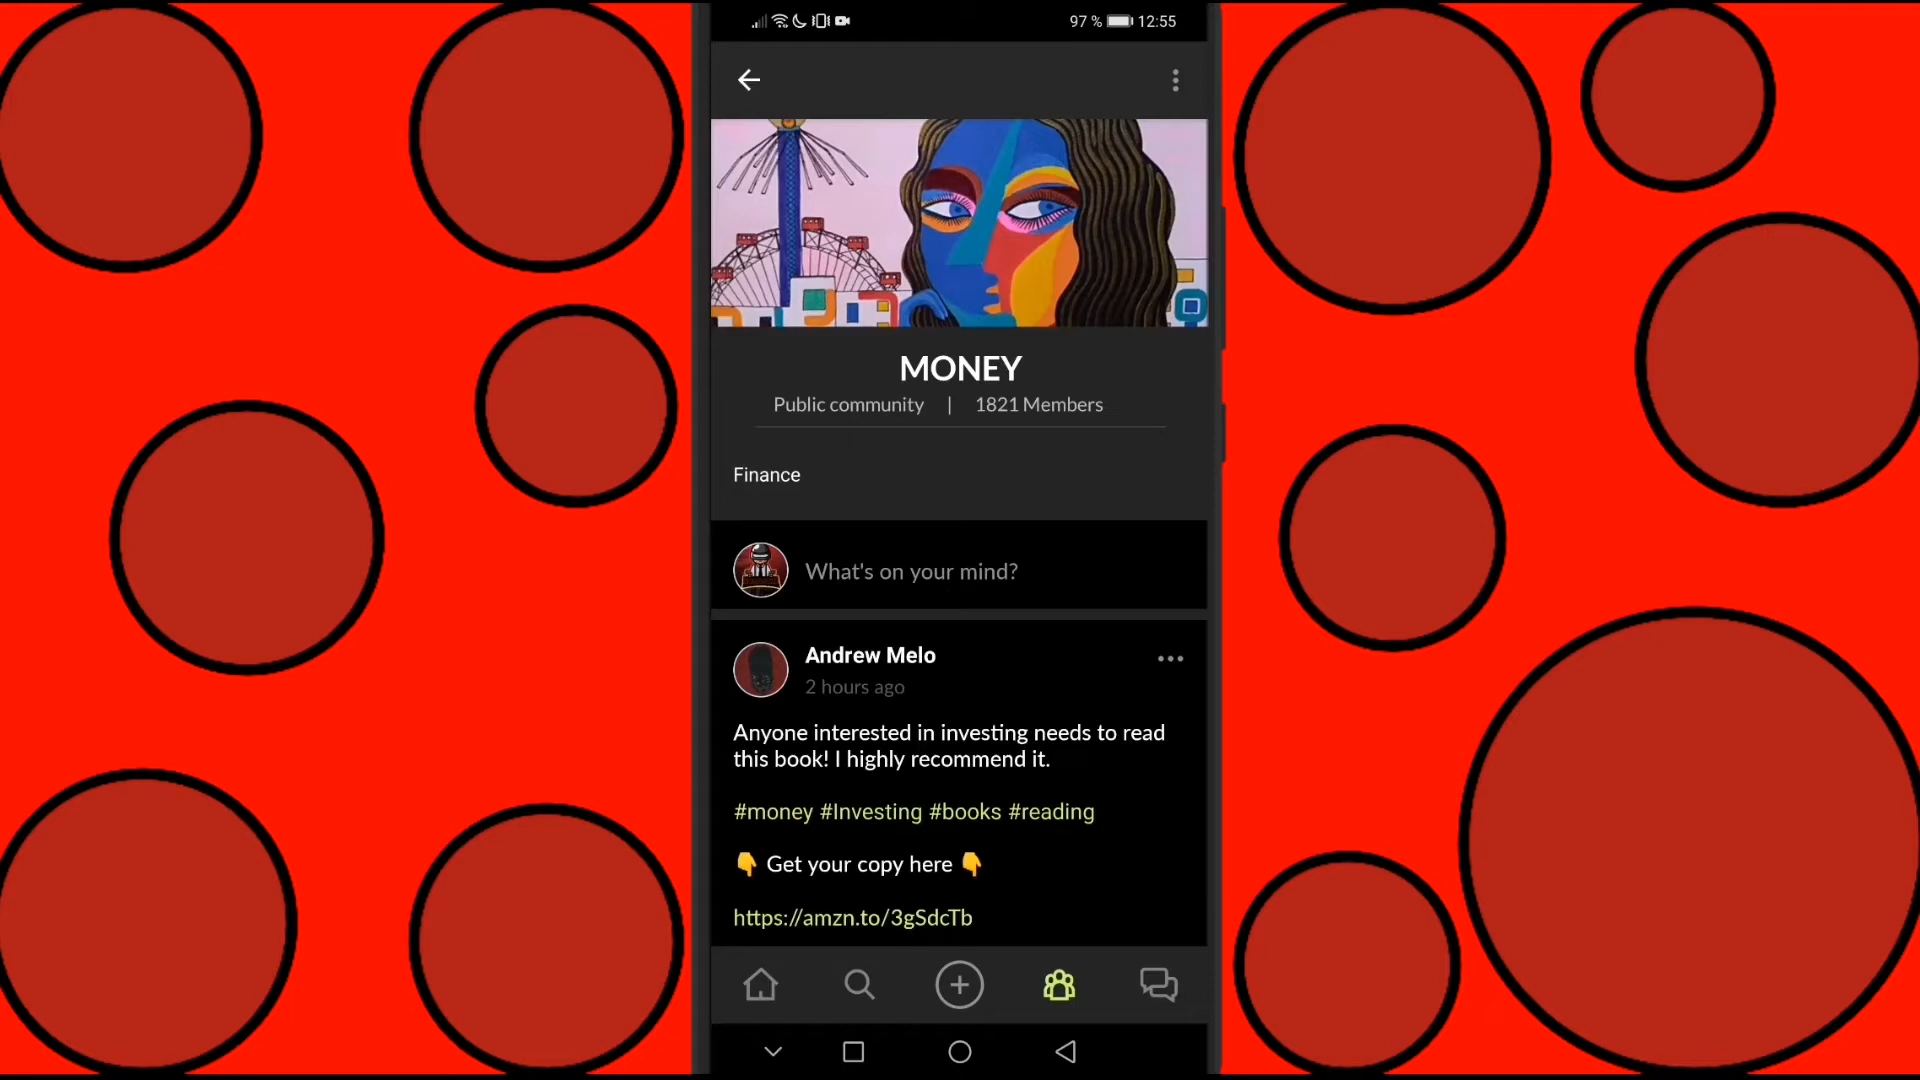 97 % 12:55
MONEY
Public community | 1821 Members
Finance
What's on your mind?
Andrew Melo
2 hours ago
Anyone interested in investing needs to read
this book! I highly recommend it.
#money #Investing #books #reading
👇 Get your copy here 👇
https://amzn.to/3gSdcTb